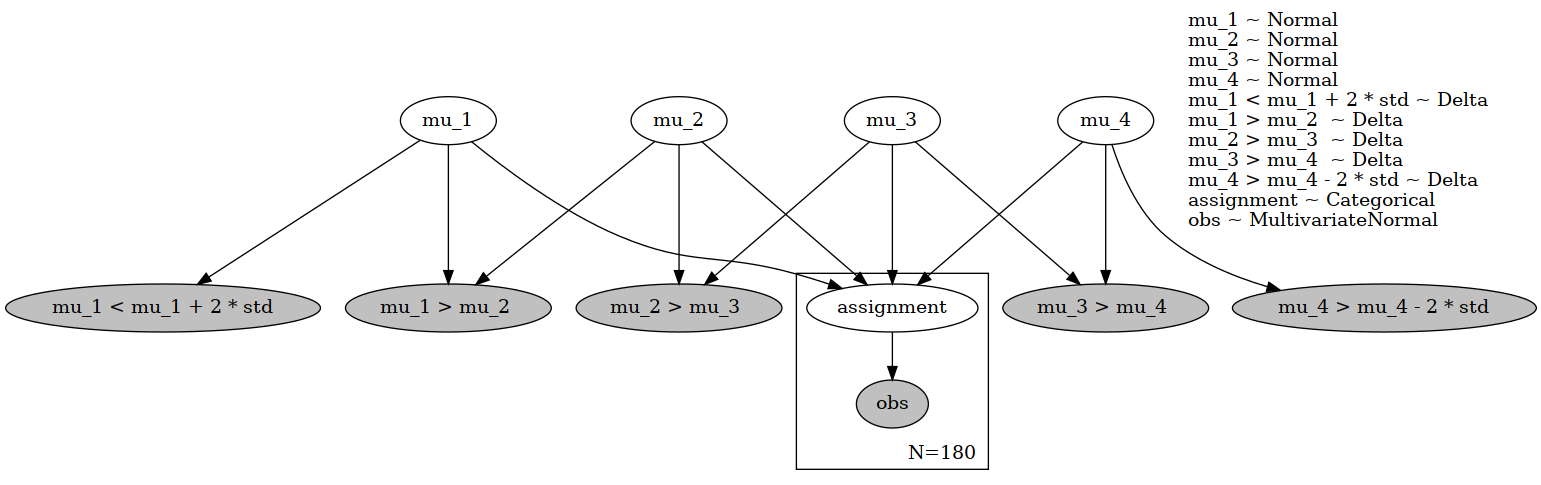 mu_1 ~ Normal
mu_2 ~ Normal
mu_3 ~ Normal
mu_4 ~ Normal
mu_1 < mu_1 + 2 * std ~ Delta
mu_1 > mu_2  ~ Delta
mu_2 > mu_3  ~ Delta
mu_3 > mu_4  ~ Delta
mu_4 > mu_4 - 2 * std ~ Delta
assignment ~ Categorical
obs ~ MultivariateNormal
mu_1
mu_2
mu_3
mu_4
mu_1 < mu_1 + 2 * std
mu_1 > mu_2
mu_2 > mu_3
assignment
mu_3 > mu_4
mu_4 > mu_4 - 2 * std
obs
N=180